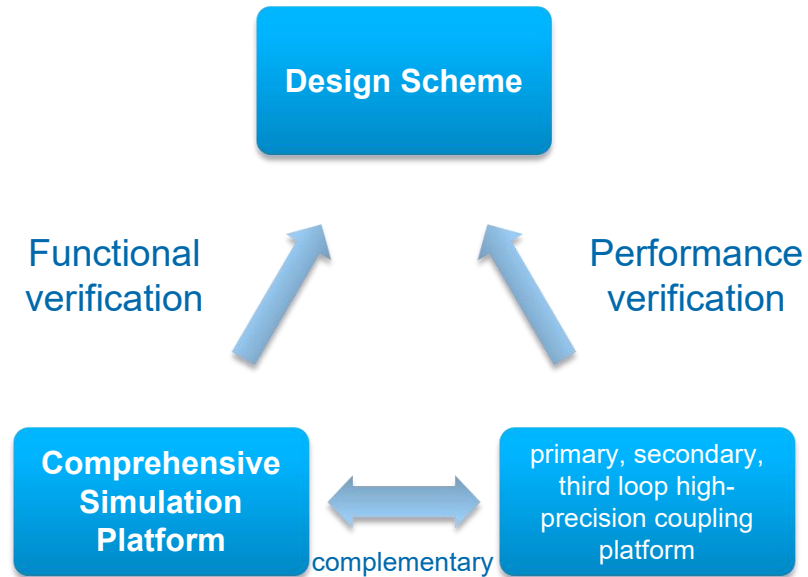 Design Scheme
Functional
verification
Performance
verification
Comprehensive
Simulation
Platform
complementary
primary, secondary,
third loop high-
precision coupling
platform